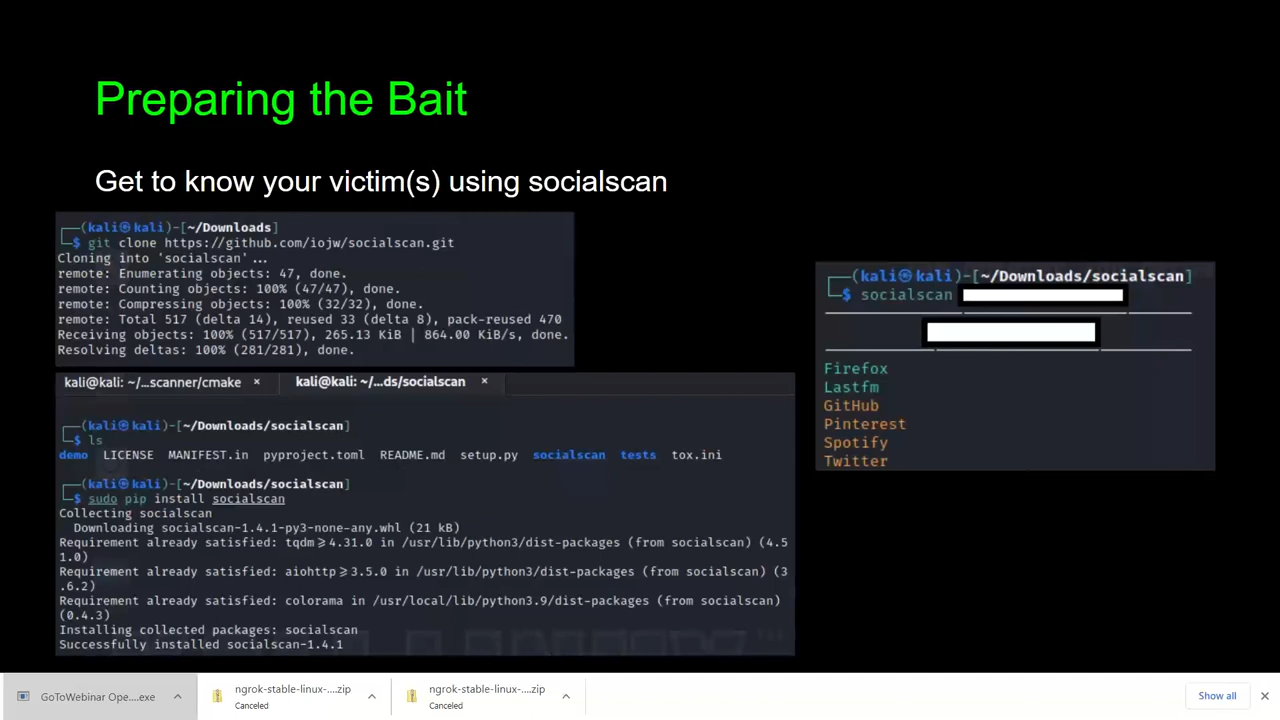 Preparing the Bait
Get to know your victim(s) using socialscan
(kali㉿kali)-[~/Downloads]
$ git clone https://github.com/iojw/socialscan.git
Cloning into 'socialscan'...
remote: Enumerating objects: 47, done.
remote: Counting objects: 100% (47/47), done.
remote: Compressing objects: 100% (32/32), done.
remote: Total 517 (delta 14), reused 33 (delta 8), pack-reused 470
Receiving objects: 100% (517/517), 265.13 KiB | 864.00 KiB/s, done.
Resolving deltas: 100% (281/281), done.
kali@kali: ~/...scanner/cmake ×
kali@kali: ~/...ds/socialscan ×
(kali㉿kali)-[~/Downloads/socialscan]
$ ls
demo LICENSE MANIFEST.in pyproject.toml README.md setup.py socialscan tests tox.ini
(kali㉿kali)-[~/Downloads/socialscan]
$ sudo pip install socialscan
Collecting socialscan
Downloading socialscan-1.4.1-py3-none-any.whl (21 kB)
Requirement already satisfied: tqdm≥4.31.0 in /usr/lib/python3/dist-packages (from socialscan) (4.5
1.0)
Requirement already satisfied: aiohttp≥3.5.0 in /usr/lib/python3/dist-packages (from socialscan) (3
.6.2)
Requirement already satisfied: colorama in /usr/local/lib/python3.9/dist-packages (from socialscan)
(0.4.3)
Installing collected packages: socialscan
Successfully installed socialscan-1.4.1
(kali㉿kali)-[~/Downloads/socialscan]
$ socialscan
Firefox
Lastfm
GitHub
Pinterest
Spotify
Twitter
GoToWebinar Ope....exe
ngrok-stable-linux-....zip
Canceled
ngrok-stable-linux-....zip
Canceled
Show all